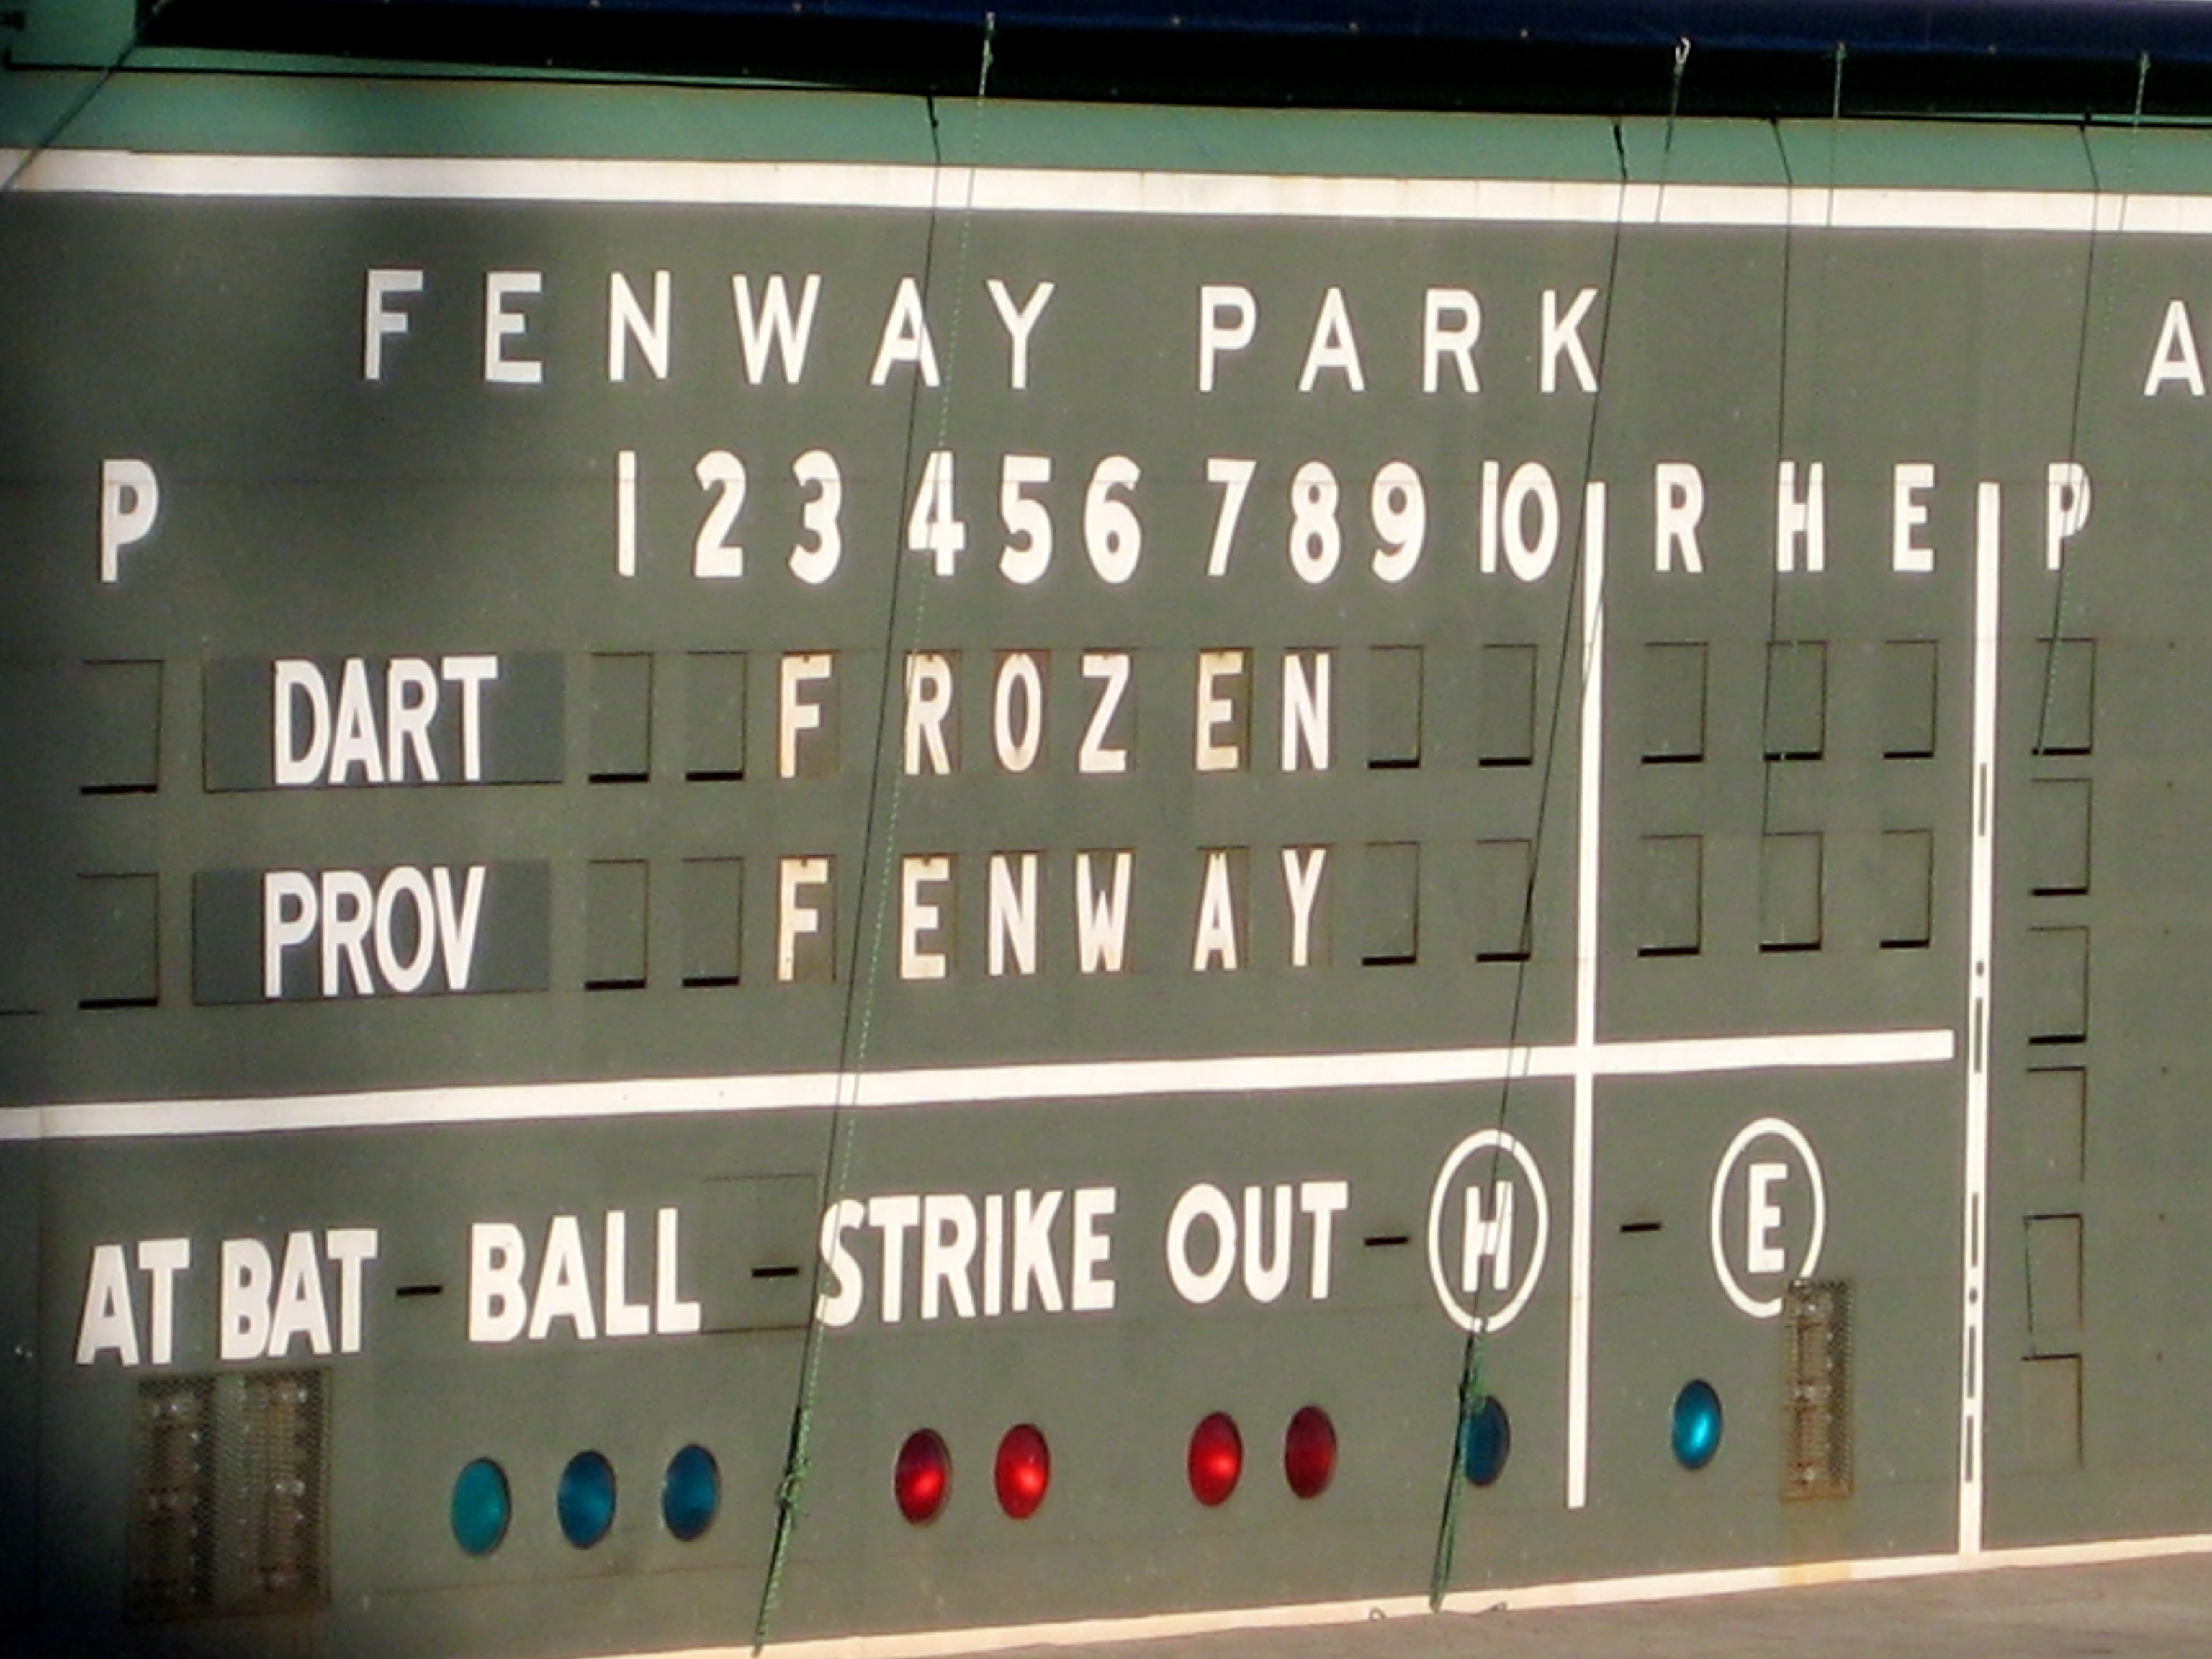 FENWAY PARK A
P 1 2 3 4 5 6 7 8 9 10 R H E P
DART FROZEN
PROV FENWAY
AT BAT - BALL - STRIKE OUT - H - E